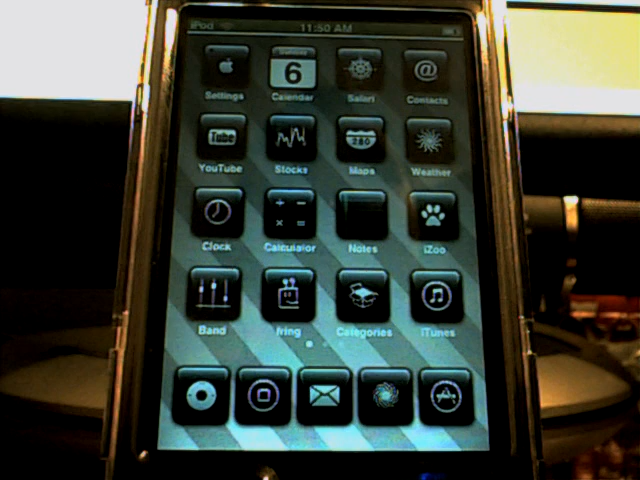 iPod 11:50 AM
6
Settings Calendar Safari Contacts
Tube 280
YouTube Stocks Maps Weather
Clock Calculator Notes iZoo
Band fring Categories iTunes